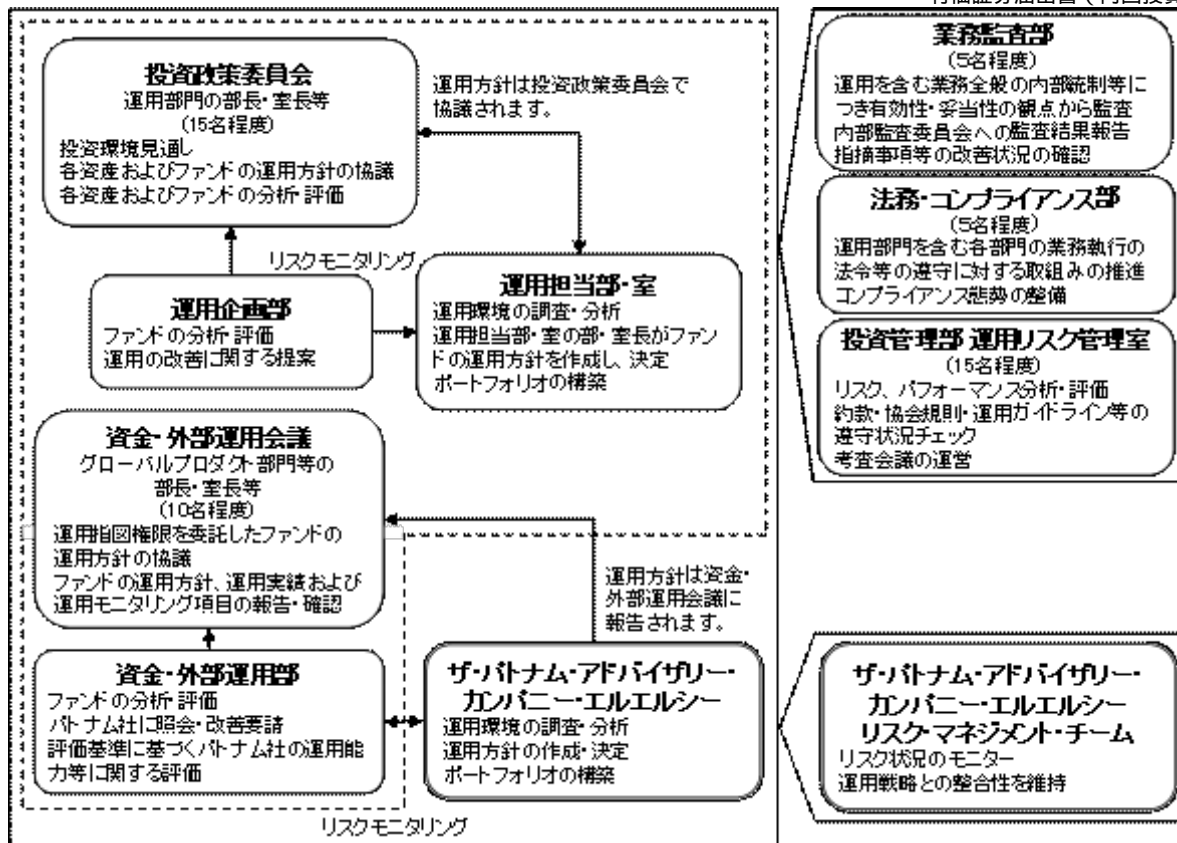 投資政策委員会
運用部門の部長・室長等
(15名程度)
投資環境見通し
各資産およびファンドの運用方針の協議
各資産およびファンドの分析・評価
運用方針は投資政策委員会で
協議されます。
リスクモニタリング
運用企画部
ファンドの分析・評価
運用の改善に関する提案
運用担当部・室
運用環境の調査・分析
運用担当部・室の部・室長がファン
ドの運用方針を作成し、決定
ポートフォリオの構築
資金・外部運用会議
グローバルプロダクト部門等の
部長・室長等
(10名程度)
運用指図権限を委託したファンドの
運用方針の協議
ファンドの運用方針、運用実績および
運用モニタリング項目の報告・確認
運用方針は資金・
外部運用会議に
報告されます。
資金・外部運用部
ファンドの分析・評価
パトナム社に照会・改善要請
評価基準に基づくパトナム社の運用能
力等に関する評価
ザ・パトナム・アドバイザリー・
カンパニー・エルエルシー
運用環境の調査・分析
運用方針の作成・決定
ポートフォリオの構築
リスクモニタリング
業務監査部
(5名程度)
運用を含む業務全般の内部統制等に
つき有効性・妥当性の観点から監査
内部監査委員会への監査結果報告
指摘事項等の改善状況の確認
法務・コンプライアンス部
(5名程度)
運用部門を含む各部門の業務執行の
法令等の遵守に対する取組みの推進
コンプライアンス態勢の整備
投資管理部 運用リスク管理室
(15名程度)
リスク、パフォーマンス分析・評価
約款・協会規則・運用ガイドライン等の
遵守状況チェック
考査会議の運営
ザ・パトナム・アドバイザリー・
カンパニー・エルエルシー
リスク・マネジメント・チーム
リスク状況のモニター
運用戦略との整合性を維持